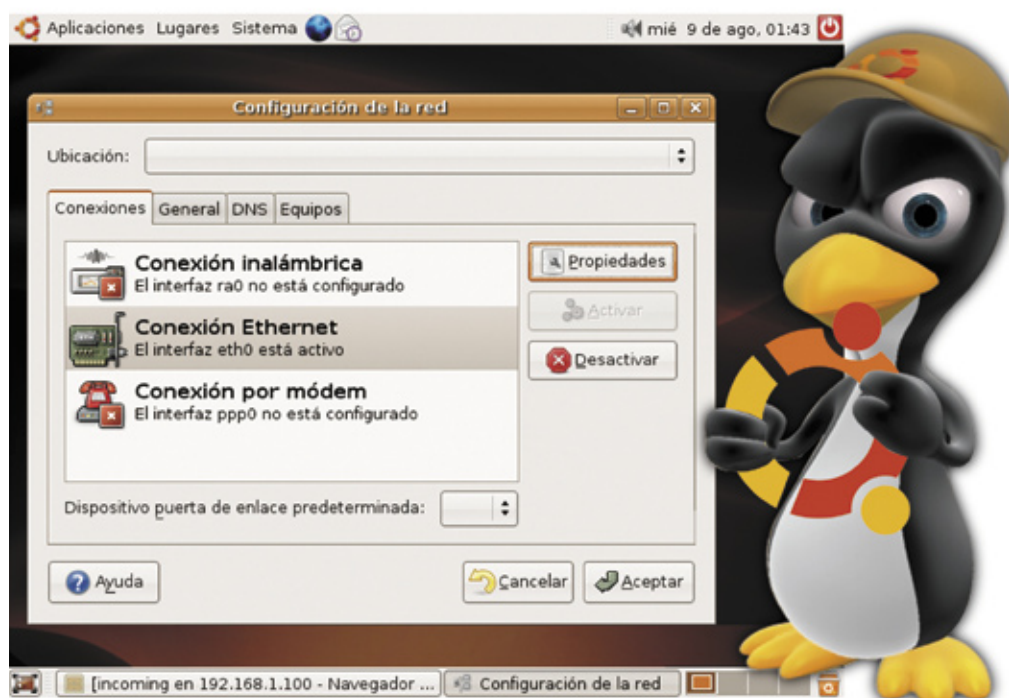 Aplicaciones Lugares Sistema mié 9 de ago, 01:43
Configuración de la red
Ubicación:
Conexiones General DNS Equipos
Conexión inalámbrica
El interfaz ra0 no está configurado
Propiedades
Conexión Ethernet
El interfaz eth0 está activo
Activar
Desactivar
Conexión por módem
El interfaz ppp0 no está configurado
Dispositivo puerta de enlace predeterminada:
Ayuda Cancelar Aceptar
[incoming en 192.168.1.100 - Navegador ... Configuración de la red